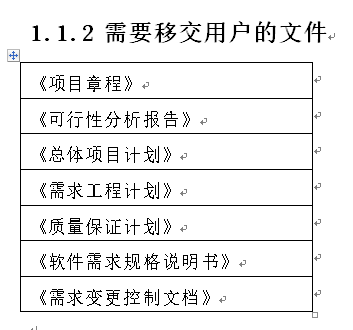 1.1.2 需要移交用户的文件
《项目章程》
《可行性分析报告》
《总体项目计划》
《需求工程计划》
《质量保证计划》
《软件需求规格说明书》
《需求变更控制文档》